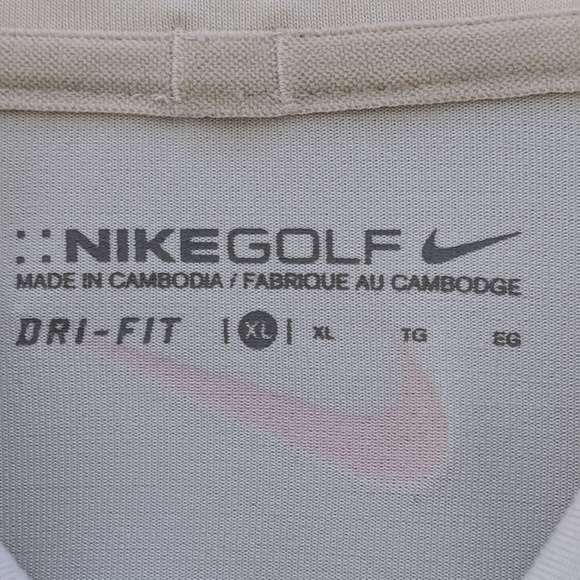 NIKEGOLF
MADE IN CAMBODIA / FABRIQUE AU CAMBODGE
DRI-FIT | XL | XL TG EG